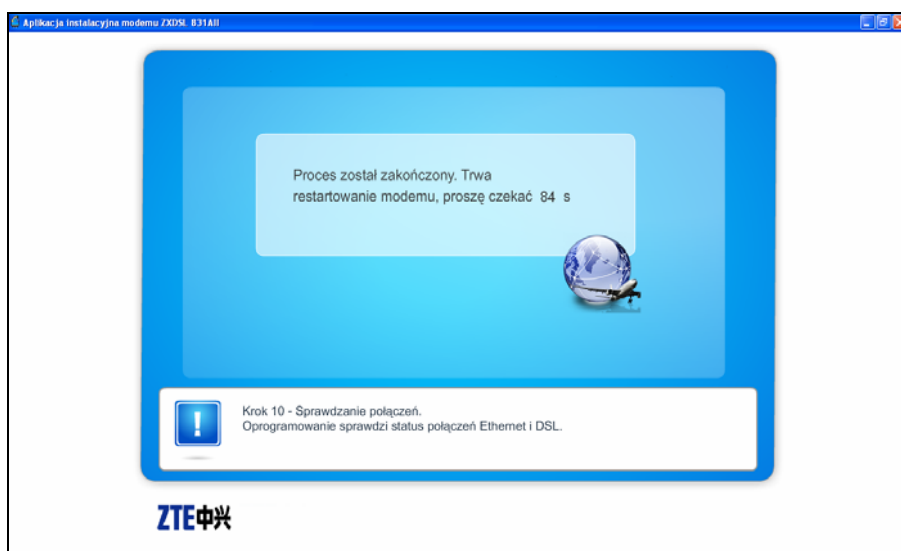 Aplikacja instalacyjna modemu ZXDSL 831AII
Proces został zakończony. Trwa
restartowanie modemu, proszę czekać 84 s
Krok 10 - Sprawdzanie połączeń.
Oprogramowanie sprawdzi status połączeń Ethernet i DSL.
ZTE中兴